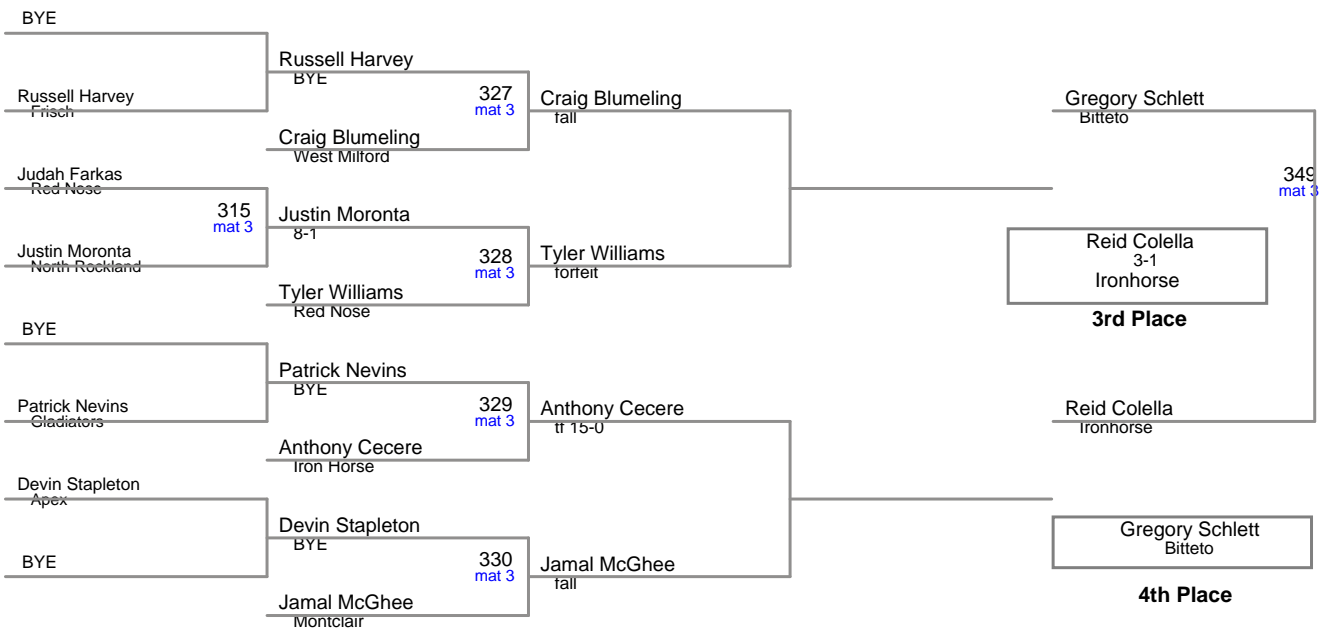 BYE
Russell Harvey
BYE
Russell Harvey
Frisch
327
mat 3
Craig Blumeling
fall
Gregory Schlett
Bitteto
Craig Blumeling
West Milford
Judah Farkas
Red Nose
315
mat 3
Justin Moronta
8-1
349
mat 3
Justin Moronta
North Rockland
328
mat 3
Tyler Williams
forfeit
Reid Colella
3-1
Ironhorse
3rd Place
Tyler Williams
Red Nose
BYE
Patrick Nevins
BYE
Patrick Nevins
Gladiators
329
mat 3
Anthony Cecere
tf 15-0
Reid Colella
Ironhorse
Anthony Cecere
Iron Horse
Devin Stapleton
Apex
Devin Stapleton
BYE
BYE
330
mat 3
Jamal McGhee
fall
Gregory Schlett
Bitteto
4th Place
Jamal McGhee
Montclair